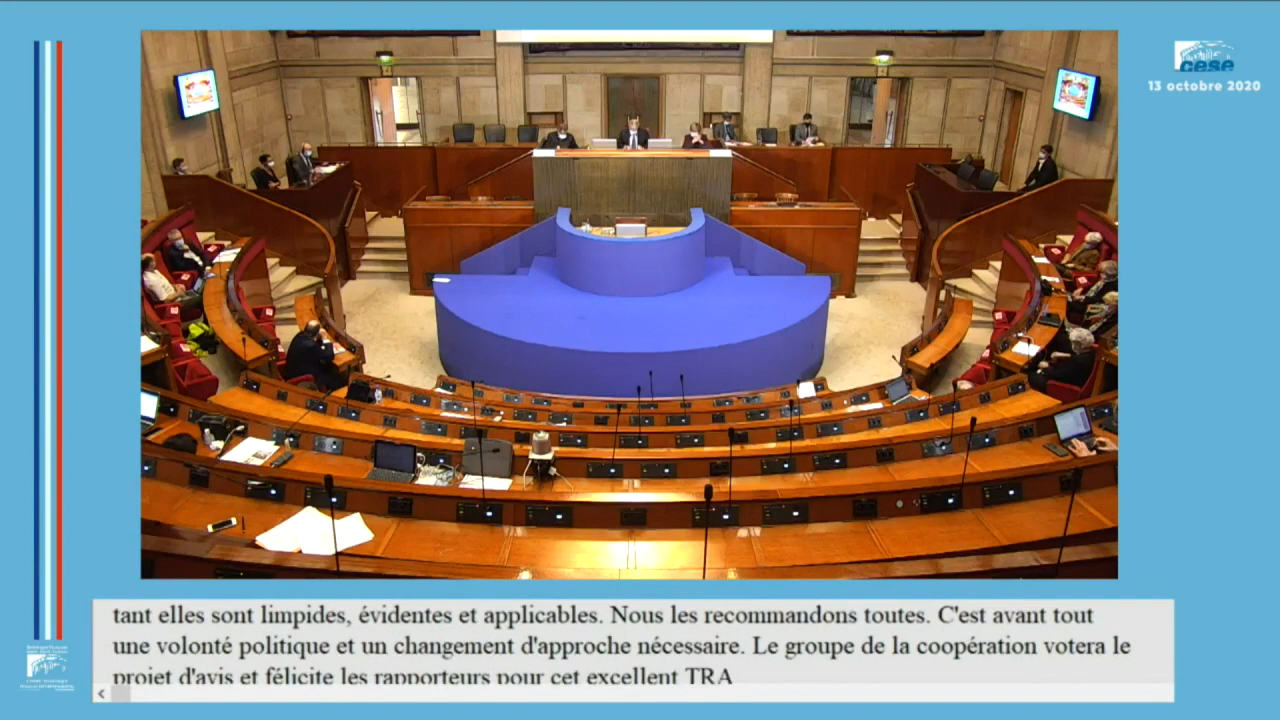 cese
13 octobre 2020
tant elles sont limpides, évidentes et applicables. Nous les recommandons toutes. C'est avant tout
une volonté politique et un changement d'approche nécessaire. Le groupe de la coopération votera le
projet d'avis et félicite les rapporteurs pour cet excellent TRA